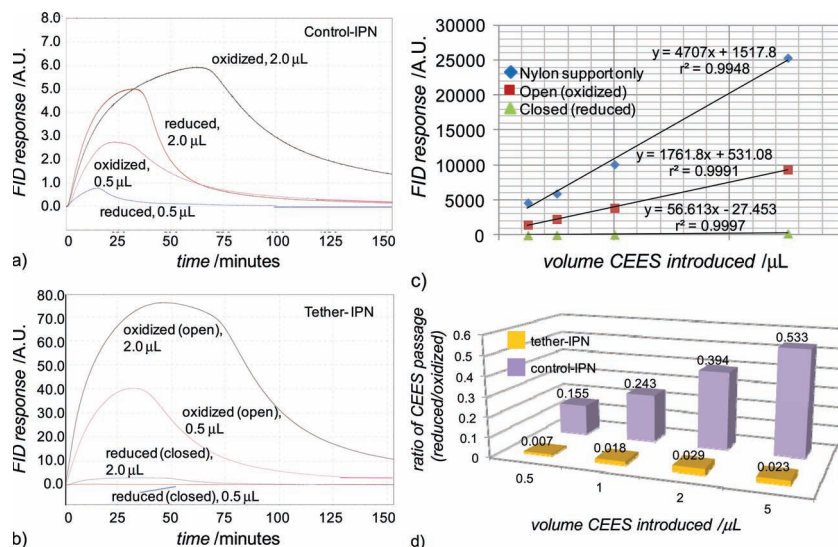 8.0
7.0
6.0
5.0
4.0
3.0
2.0
1.0
0.0
FID response /A.U.
Control-IPN
oxidized, 2.0 µL
reduced,
2.0 µL
oxidized
0.5 µL
reduced, 0.5 µL
0 25 50 75 100 125 150
time /minutes
a)
80.0
70.0
60.0
50.0
40.0
30.0
20.0
10.0
0.0
FID response /A.U.
Tether- IPN
oxidized (open),
2.0 µL
oxidized (open),
0.5 µL
reduced (closed),
2.0 µL
reduced (closed), 0.5 µL
0 25 50 75 100 125 150
time /minutes
b)
30000
25000
20000
15000
10000
5000
0
FID response /A.U.
y = 4707x + 1517.8
r² = 0.9948
Nylon support only
Open (oxidized)
Closed (reduced)
y = 1761.8x + 531.08
r² = 0.9991
y = 56.613x - 27.453
r² = 0.9997
volume CEES introduced /µL
c)
0.6
0.5
0.4
0.3
0.2
0.1
0
ratio of CEES passage
(reduced/oxidized)
tether-IPN
control-IPN
0.155
0.243
0.394
0.533
0.007
0.018
0.029
0.023
0.5
1
2
5
volume CEES introduced /µL
d)